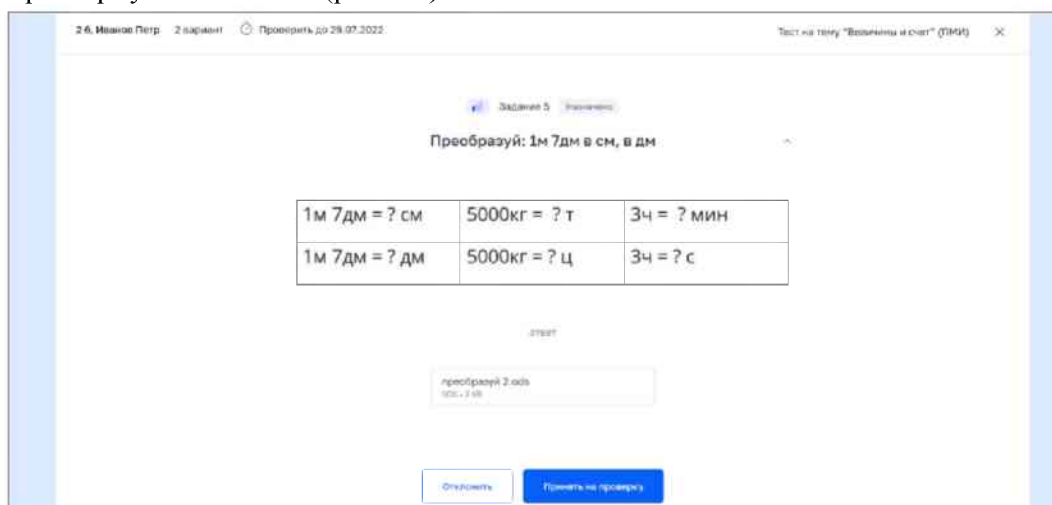 2 б, Иванов Петр 2 вариант Проверить до 29.07.2022 Тест на тему "Величины и счет" (ПМИ)
Задание 5
Преобразуй: 1м 7дм в см, в дм
1м 7дм = ? см 5000кг = ? т 3ч = ? мин
1м 7дм = ? дм 5000кг = ? ц 3ч = ? с
ОТВЕТ
преобразуй 2.ods
Отклонить Принять на проверку